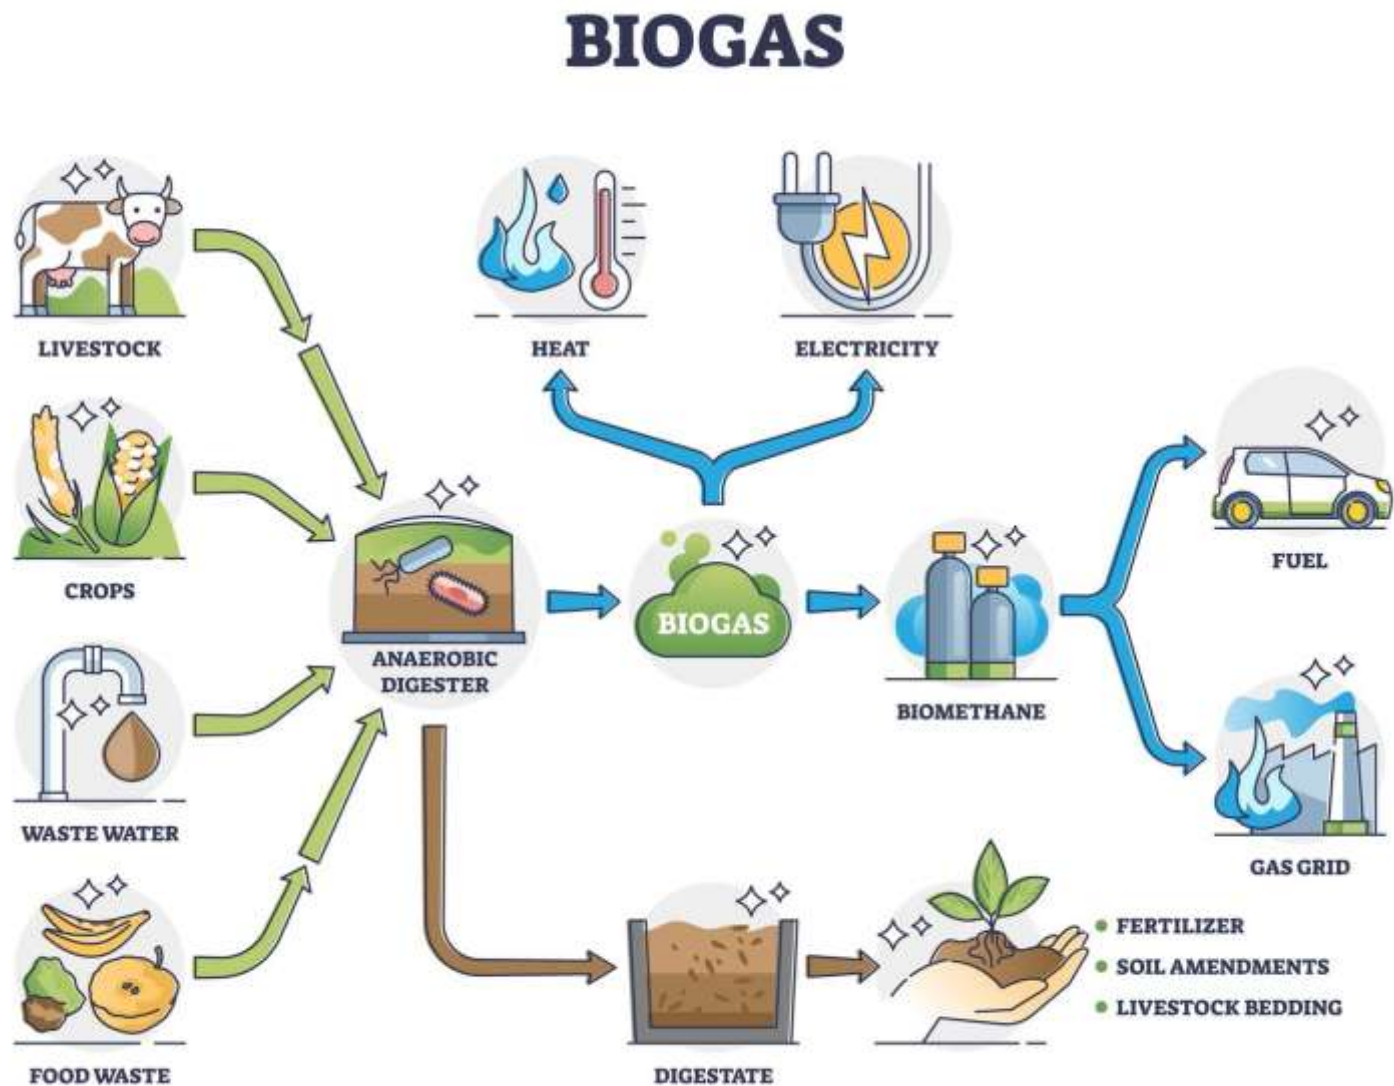 BIOGAS
LIVESTOCK
HEAT
ELECTRICITY
CROPS
FUEL
ANAEROBIC
DIGESTER
BIOGAS
BIOMETHANE
WASTE WATER
GAS GRID
FOOD WASTE
DIGESTATE
FERTILIZER
SOIL AMENDMENTS
LIVESTOCK BEDDING